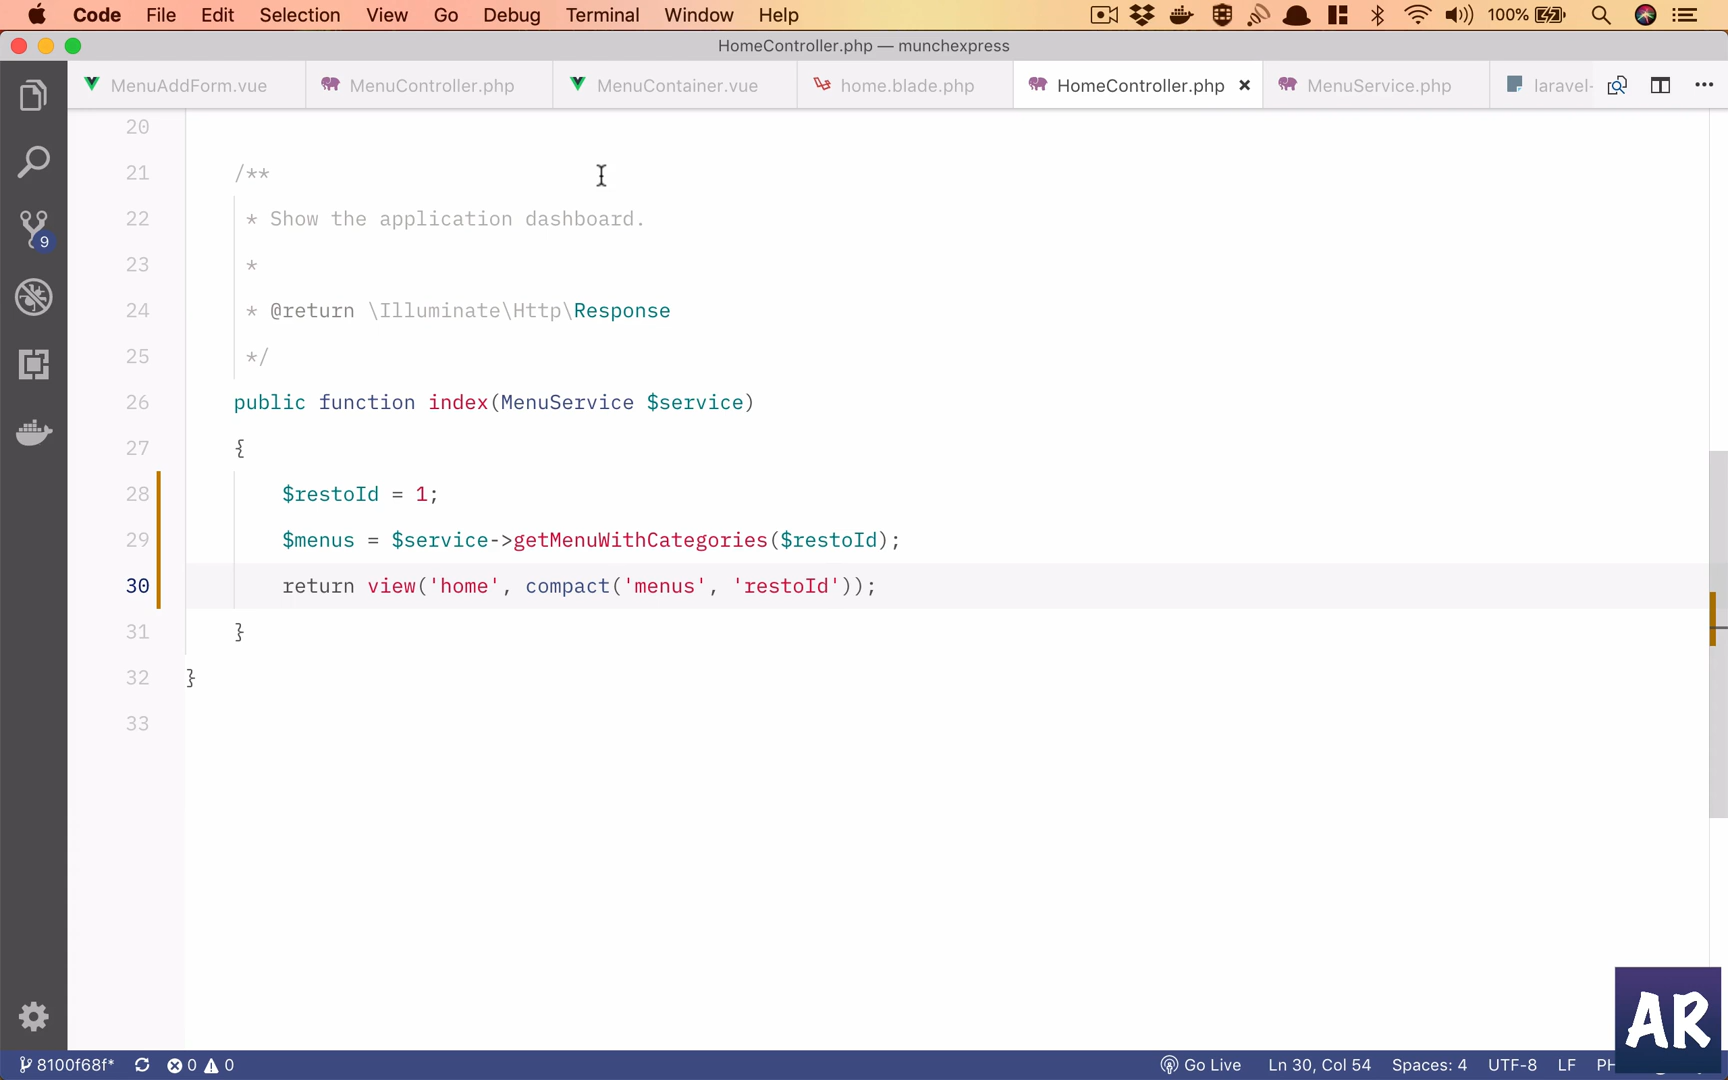 Code File Edit Selection View Go Debug Terminal Window Help 100%
HomeController.php — munchexpress
MenuAddForm.vue MenuController.php MenuContainer.vue home.blade.php HomeController.php MenuService.php laravel-
20
21 /**
22 * Show the application dashboard.
23 *
24 * @return \Illuminate\Http\Response
25 */
26 public function index(MenuService $service)
27 {
28 $restoId = 1;
29 $menus = $service->getMenuWithCategories($restoId);
30 return view('home', compact('menus', 'restoId'));
31 }
32 }
33
9
AR
8100f68f* 0 0 Go Live Ln 30, Col 54 Spaces: 4 UTF-8 LF